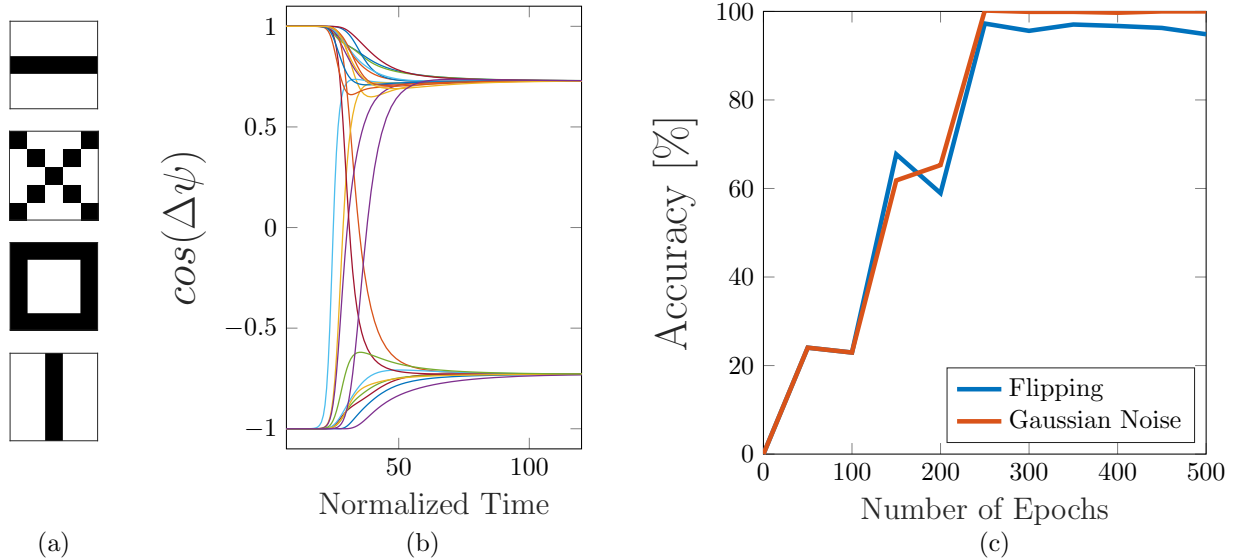 1
0.5
0
−0.5
−1
cos(Δψ)
50
100
Normalized Time
100
80
60
40
20
0
Accuracy [%]
Flipping
Gaussian Noise
0
100
200
300
400
500
Number of Epochs
(a)
(b)
(c)